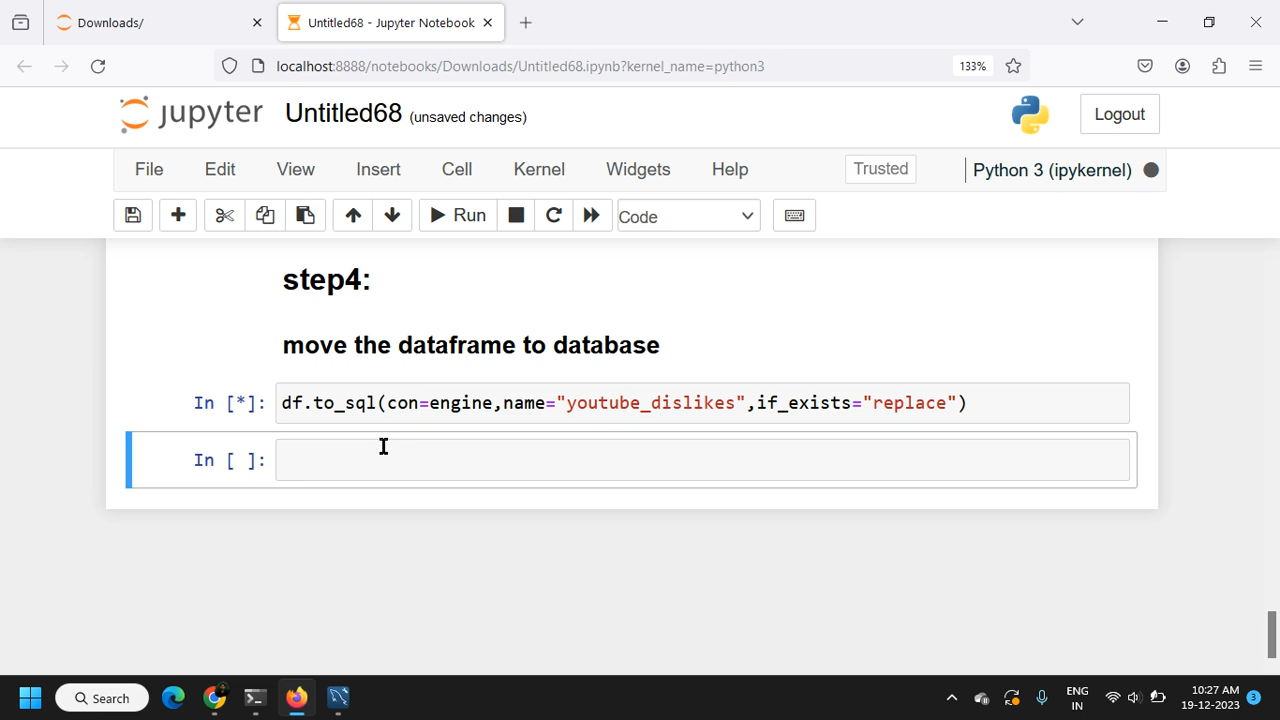 Downloads/
Untitled68 - Jupyter Notebook
localhost:8888/notebooks/Downloads/Untitled68.ipynb?kernel_name=python3
133%
jupyter Untitled68 (unsaved changes)
Logout
File Edit View Insert Cell Kernel Widgets Help
Trusted
Python 3 (ipykernel)
Run
Code
step4:
move the dataframe to database
In [*]: df.to_sql(con=engine,name="youtube_dislikes",if_exists="replace")
In [ ]:
Search
ENG
IN
10:27 AM
19-12-2023
3